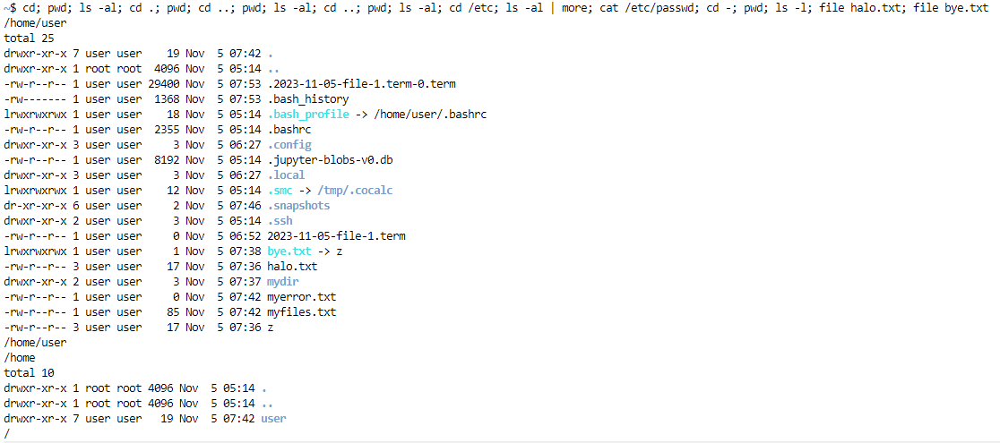 ~$ cd; pwd; ls -al; cd .; pwd; cd ..; pwd; ls -al; cd ..; pwd; ls -al; cd /etc; ls -al | more; cat /etc/passwd; cd -; pwd; ls -l; file halo.txt; file bye.txt
/home/user
total 25
drwxr-xr-x 7 user user    19 Nov  5 07:42 .
drwxr-xr-x 1 root root  4096 Nov  5 05:14 ..
-rw-r--r-- 1 user user 29400 Nov  5 07:53 .2023-11-05-file-1.term-0.term
-rw------- 1 user user  1368 Nov  5 07:53 .bash_history
lrwxrwxrwx 1 user user    18 Nov  5 05:14 .bash_profile -> /home/user/.bashrc
-rw-r--r-- 1 user user  2355 Nov  5 05:14 .bashrc
drwxr-xr-x 3 user user     3 Nov  5 06:27 .config
-rw-r--r-- 1 user user  8192 Nov  5 05:14 .jupyter-blobs-v0.db
drwxr-xr-x 3 user user     3 Nov  5 06:27 .local
lrwxrwxrwx 1 user user    12 Nov  5 05:14 .smc -> /tmp/.cocalc
dr-xr-xr-x 6 user user     2 Nov  5 07:46 .snapshots
drwxr-xr-x 2 user user     3 Nov  5 05:14 .ssh
-rw-r--r-- 1 user user     0 Nov  5 06:52 2023-11-05-file-1.term
lrwxrwxrwx 1 user user     1 Nov  5 07:38 bye.txt -> z
-rw-r--r-- 3 user user    17 Nov  5 07:36 halo.txt
drwxr-xr-x 2 user user     3 Nov  5 07:37 mydir
-rw-r--r-- 1 user user     0 Nov  5 07:42 myerror.txt
-rw-r--r-- 1 user user    85 Nov  5 07:42 myfiles.txt
-rw-r--r-- 3 user user    17 Nov  5 07:36 z
/home/user
/home
total 10
drwxr-xr-x 1 root root 4096 Nov  5 05:14 .
drwxr-xr-x 1 root root 4096 Nov  5 05:14 ..
drwxr-xr-x 7 user user   19 Nov  5 07:42 user
/